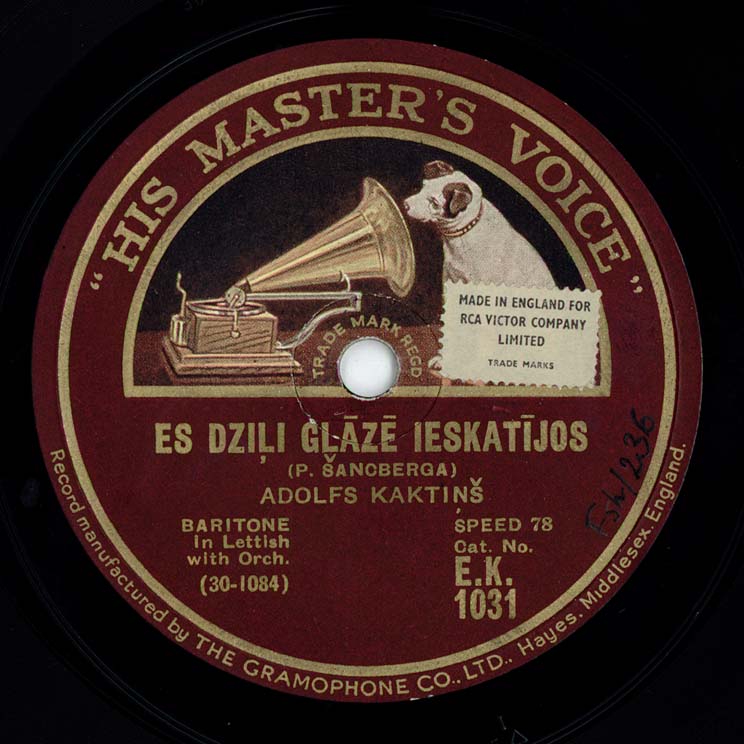 "HIS MASTER'S VOICE"
MADE IN ENGLAND FOR
RCA VICTOR COMPANY
LIMITED
TRADE MARKS
TRADE MARK REGD
ES DZIĻI GLĀZĒ IESKATĪJOS
(P. ŠANCBERGA)
ADOLFS KAKTIŅŠ
BARITONE
In Lettish
with Orch.
(30-1084)
SPEED 78
Cat. No.
E.K.
1031
Record manufactured by THE GRAMOPHONE CO., LTD., Hayes, Middlesex, England.